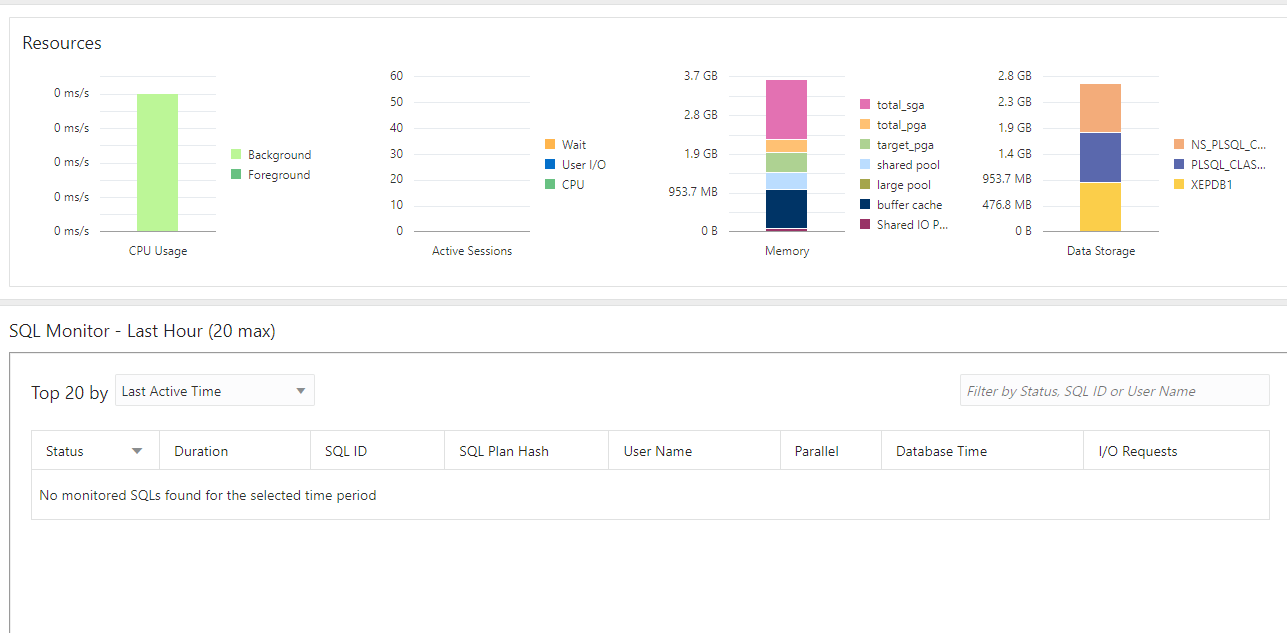 Resources
0 ms/s
0 ms/s
0 ms/s
0 ms/s
0 ms/s
CPU Usage
Background
Foreground
60
50
40
30
20
10
0
Active Sessions
Wait
User I/O
CPU
3.7 GB
2.8 GB
1.9 GB
953.7 MB
0 B
Memory
total_sga
total_pga
target_pga
shared pool
large pool
buffer cache
Shared IO P...
2.8 GB
2.3 GB
1.9 GB
1.4 GB
953.7 MB
476.8 MB
0 B
Data Storage
NS_PLSQL_C...
PLSQL_CLAS...
XEPDB1
SQL Monitor - Last Hour (20 max)
Top 20 by Last Active Time Filter by Status, SQL ID or User Name
Status Duration SQL ID SQL Plan Hash User Name Parallel Database Time I/O Requests
No monitored SQLs found for the selected time period